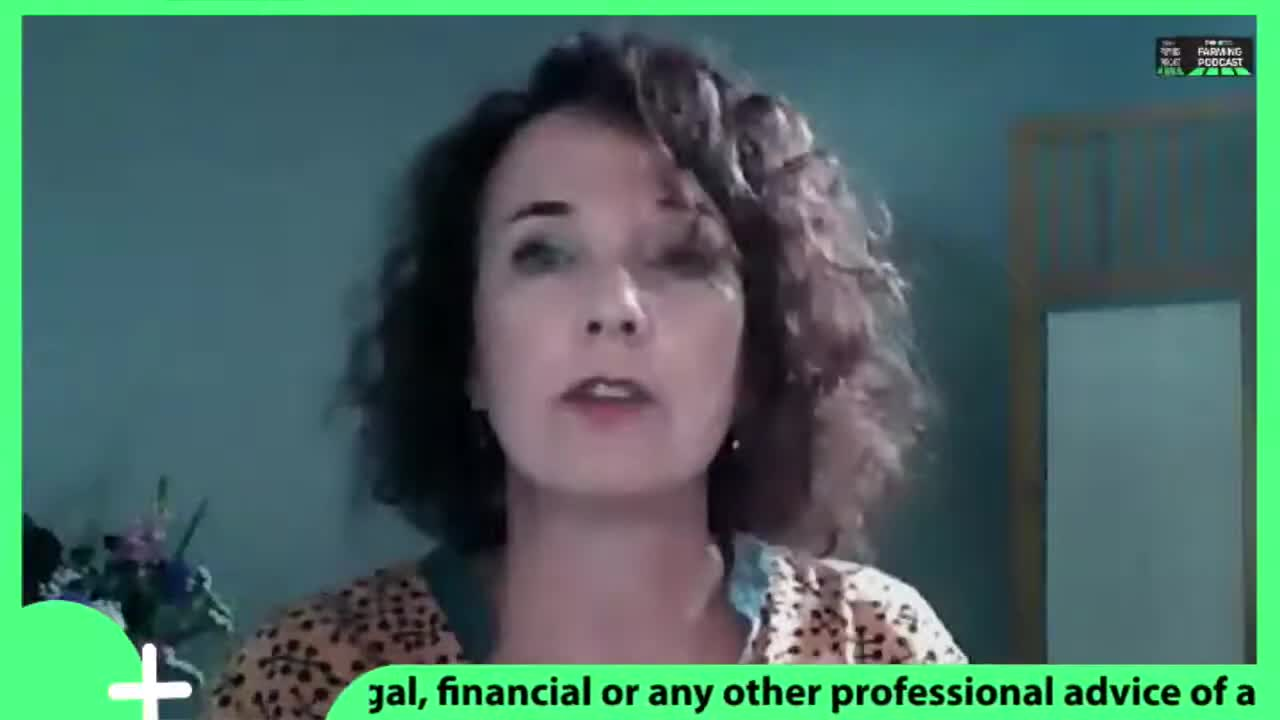 FARMING
PODCAST
gal, financial or any other professional advice of a